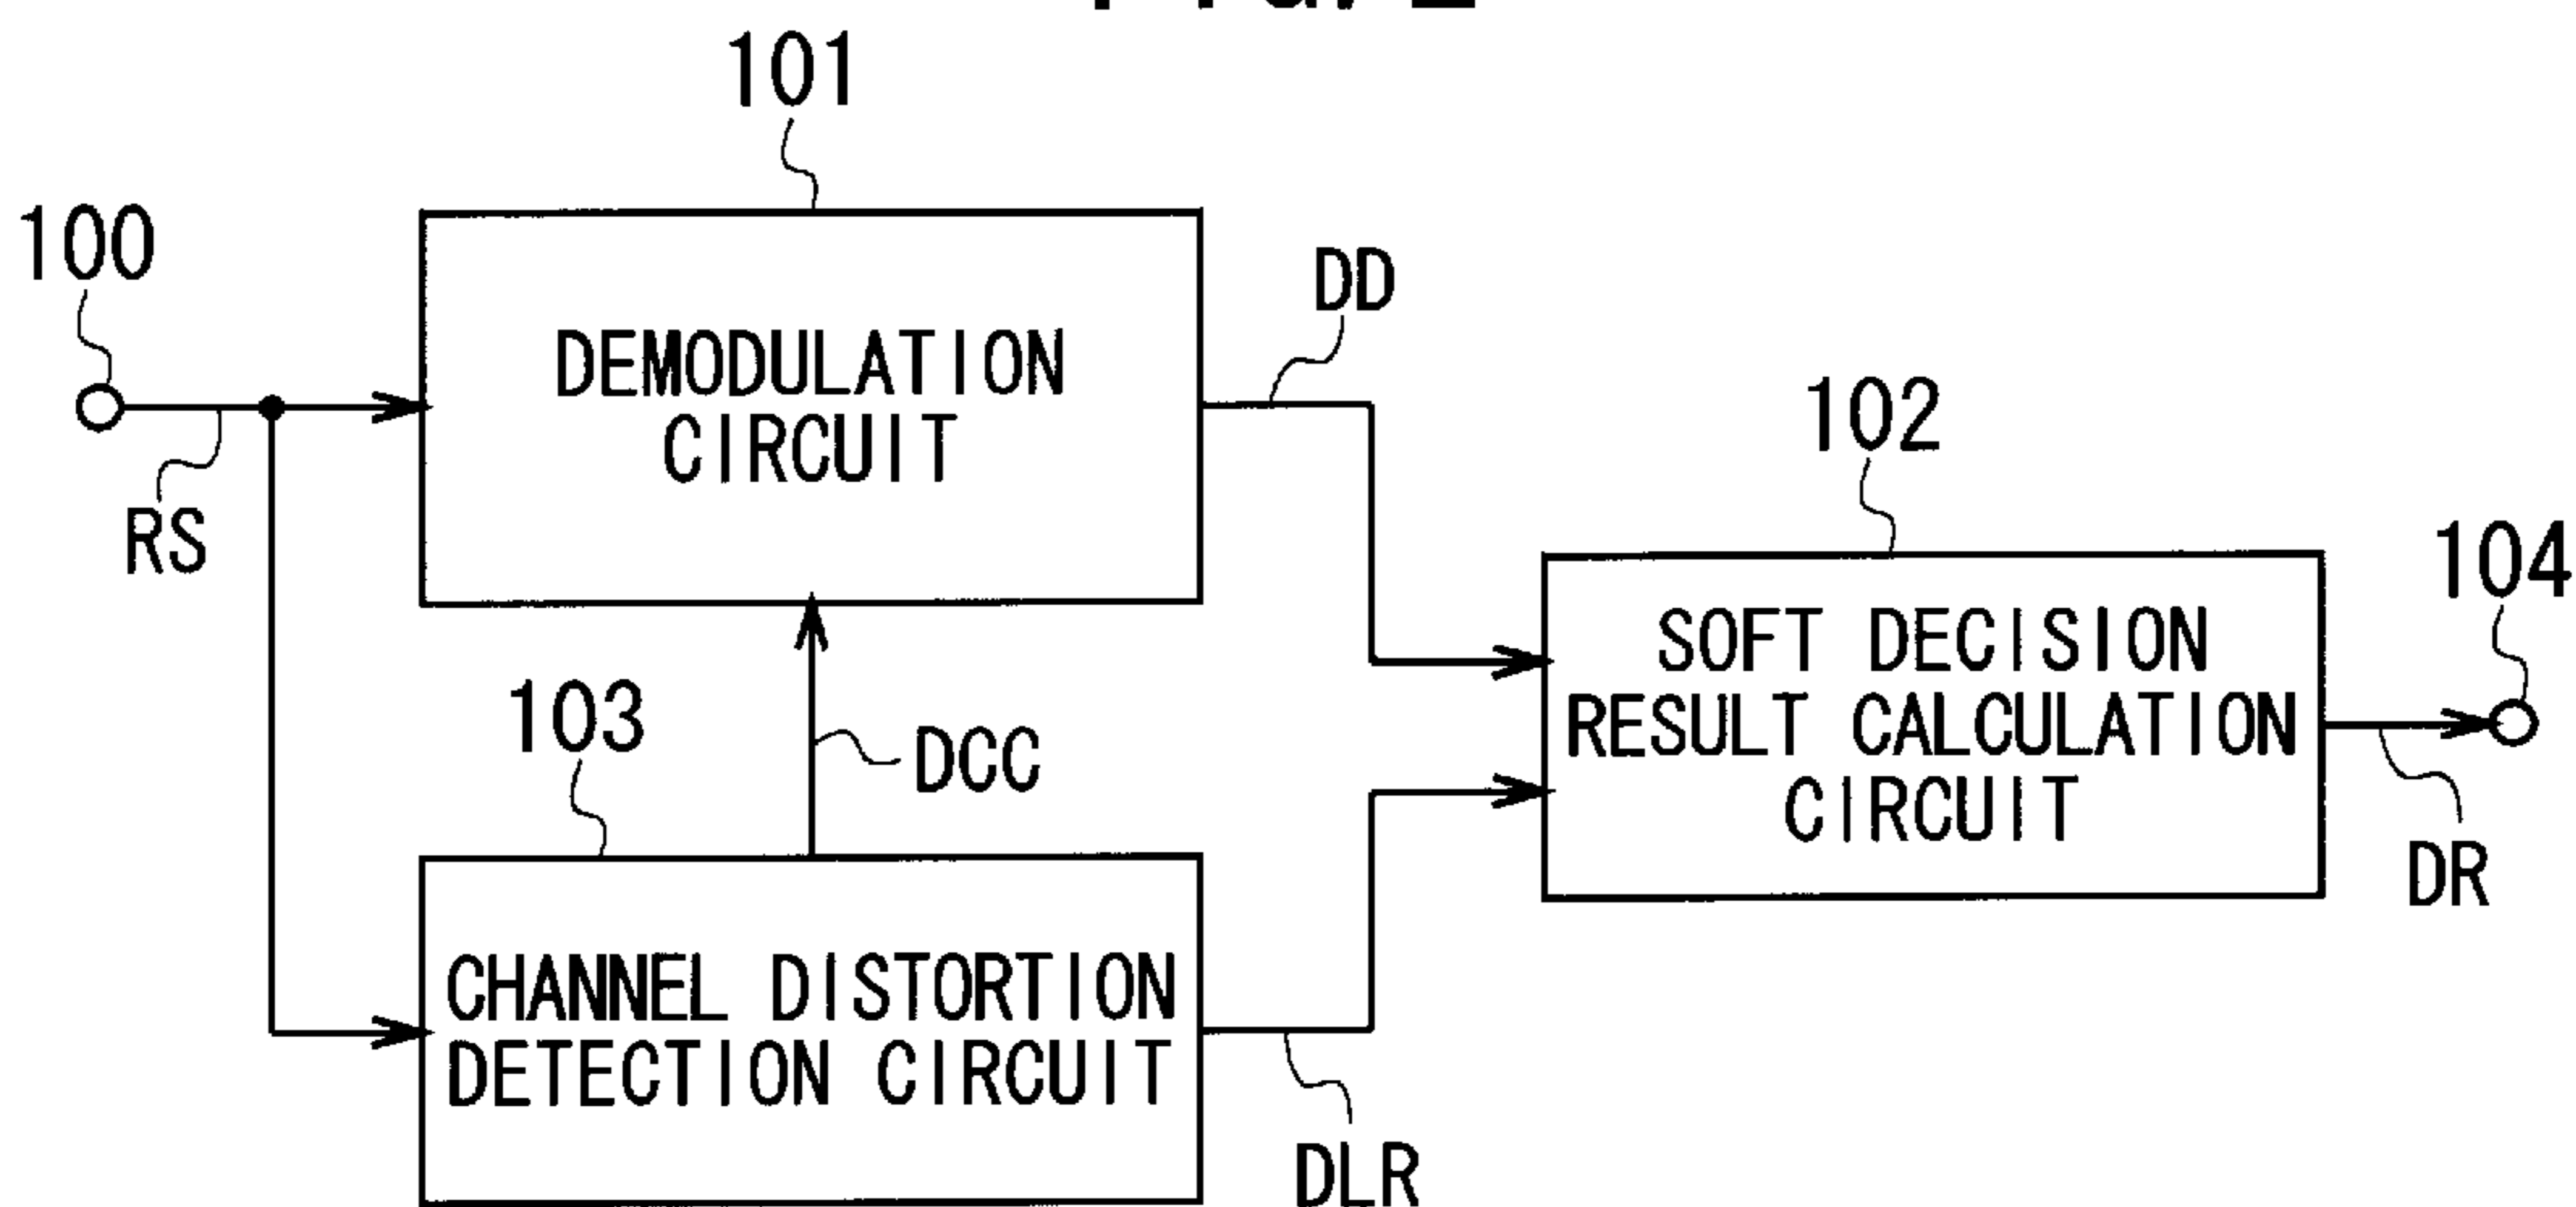 101
100
DD
DEMODULATION
CIRCUIT
102
RS
104
SOFT DECISION
RESULT CALCULATION
CIRCUIT
103
DCC
DR
CHANNEL DISTORTION
DETECTION CIRCUIT
DLR